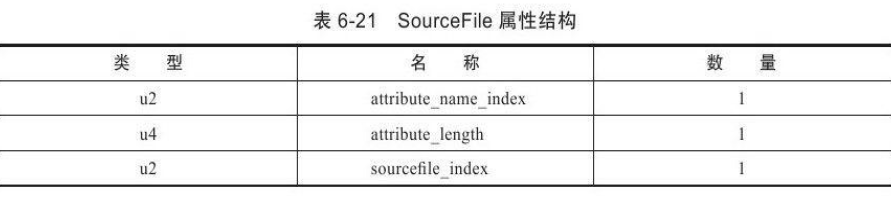 表 6-21 SourceFile 属性结构
类 型 名 称 数 量
u2 attribute_name_index 1
u4 attribute_length 1
u2 sourcefile_index 1